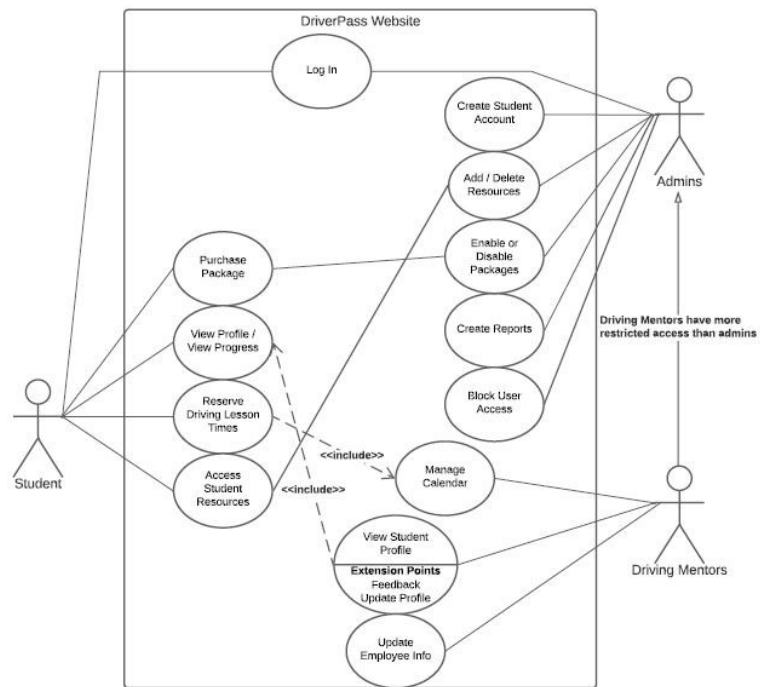 DriverPass Website
Log In
Create Student
Account
Admins
Add / Delete
Resources
Purchase
Package
Enable or
Disable
Packages
Driving Mentors have more
restricted access than admins
View Profile /
View Progress
Create Reports
Reserve
Driving Lesson
Times
Block User
Access
Student
<<include>>
Access
Student
Resources
<<include>>
Manage
Calendar
View Student
Profile
Extension Points
Feedback
Update Profile
Driving Mentors
Update
Employee Info